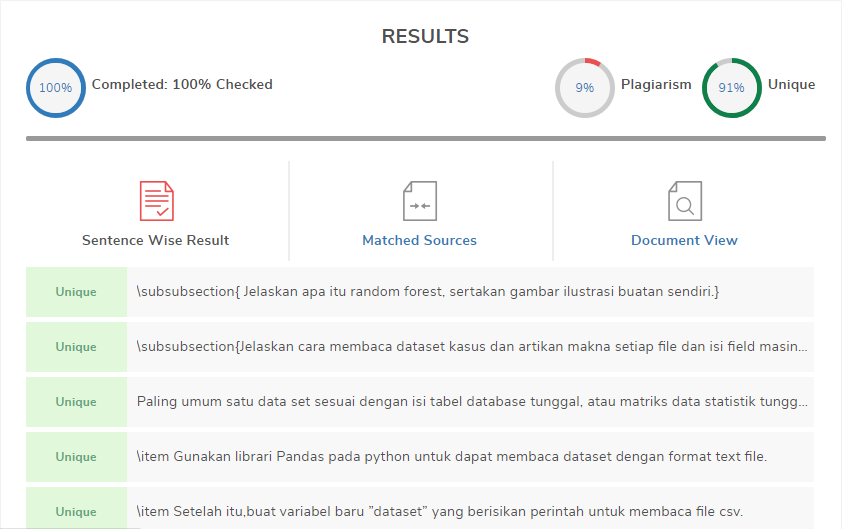 RESULTS
100% Completed: 100% Checked 9% Plagiarism 91% Unique
Sentence Wise Result Matched Sources Document View
Unique \subsubsection{ Jelaskan apa itu random forest, sertakan gambar ilustrasi buatan sendiri.}
Unique \subsubsection{Jelaskan cara membaca dataset kasus dan artikan makna setiap file dan isi field masin...
Unique Paling umum satu data set sesuai dengan isi tabel database tunggal, atau matriks data statistik tungg...
Unique \item Gunakan librari Pandas pada python untuk dapat membaca dataset dengan format text file.
Unique \item Setelah itu,buat variabel baru ”dataset” yang berisikan perintah untuk membaca file csv.